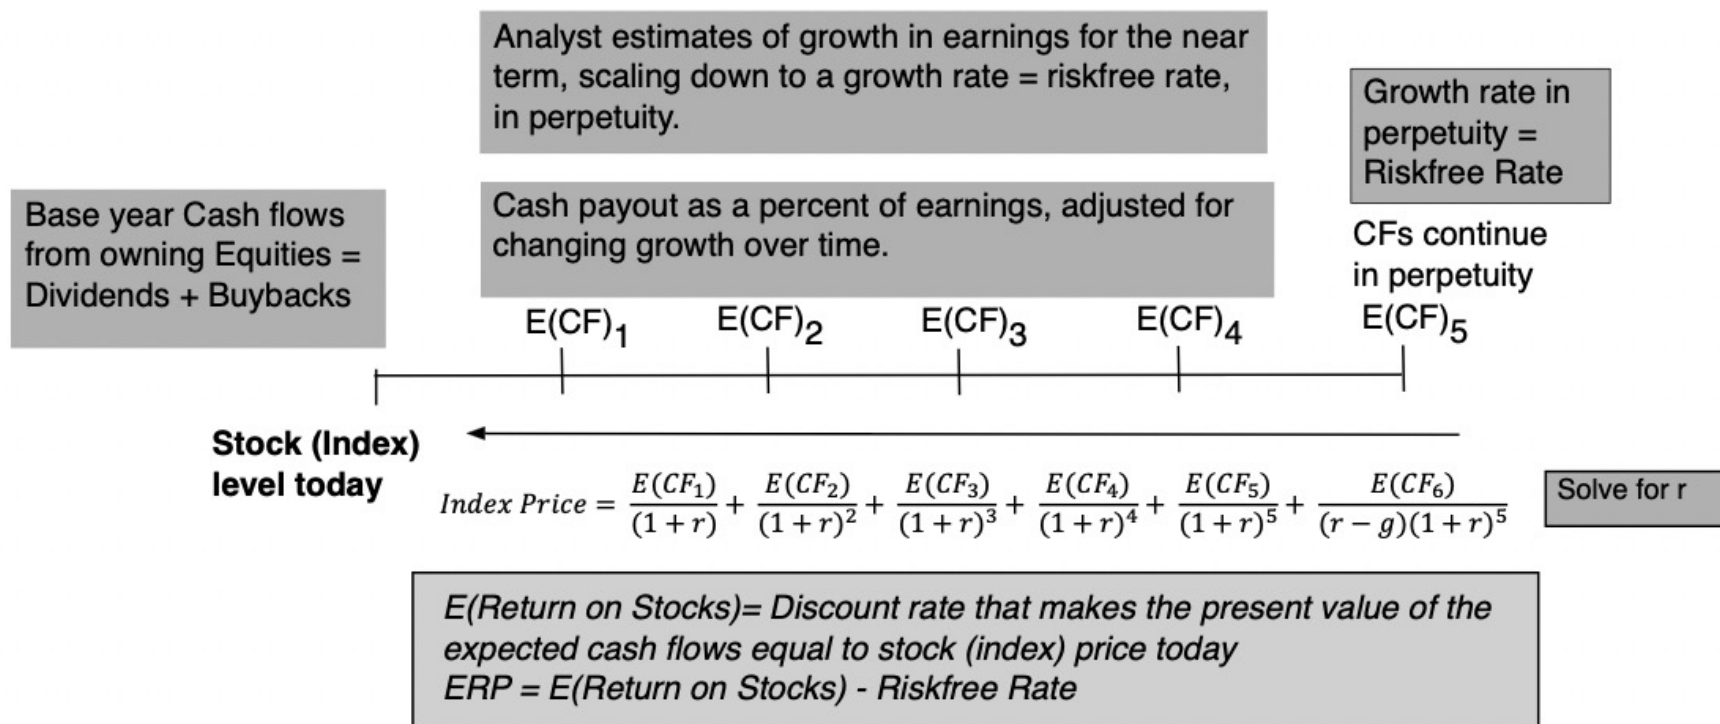 Analyst estimates of growth in earnings for the near
term, scaling down to a growth rate = riskfree rate,
in perpetuity.
Growth rate in
perpetuity =
Riskfree Rate
Base year Cash flows
from owning Equities =
Dividends + Buybacks
Cash payout as a percent of earnings, adjusted for
changing growth over time.
CFs continue
in perpetuity
E(CF)₁ E(CF)₂ E(CF)₃ E(CF)₄ E(CF)₅
Stock (Index)
level today
Index Price = E(CF₁)/(1 + r) + E(CF₂)/(1 + r)² + E(CF₃)/(1 + r)³ + E(CF₄)/(1 + r)⁴ + E(CF₅)/(1 + r)⁵ + E(CF₆)/(r − g)(1 + r)⁵
Solve for r
E(Return on Stocks)= Discount rate that makes the present value of the
expected cash flows equal to stock (index) price today
ERP = E(Return on Stocks) - Riskfree Rate